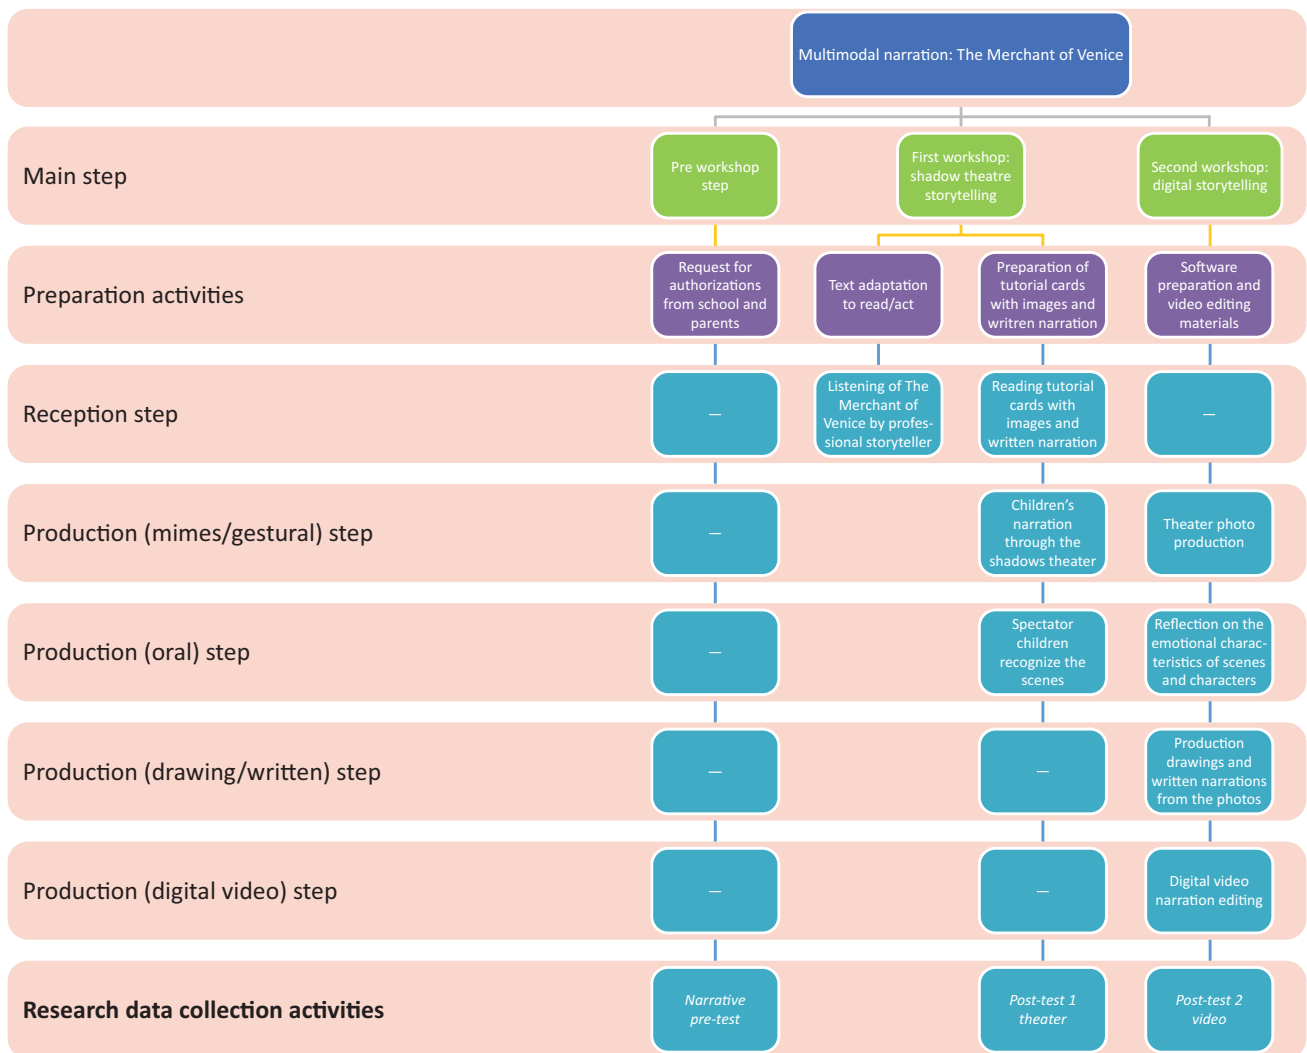 Multimodal narration: The Merchant of Venice
Main step
Pre workshop
step
First workshop:
shadow theatre
storytelling
Second workshop:
digital storytelling
Preparation activities
Request for
authorizations
from school and
parents
Text adaptation
to read/act
Preparation of
tutorial cards
with images and
writren narration
Software
preparation and
video editing
materials
Reception step
—
Listening of The
Merchant of
Venice by profes-
sional storyteller
Reading tutorial
cards with
images and
written narration
—
Production (mimes/gestural) step
—
Children’s
narration
through the
shadows theater
Theater photo
production
Production (oral) step
—
Spectator
children
recognize the
scenes
Reflection on the
emotional charac-
teristics of scenes
and characters
Production (drawing/written) step
—
—
Production
drawings and
written narrations
from the photos
Production (digital video) step
—
—
Digital video
narration editing
Research data collection activities
Narrative
pre-test
Post-test 1
theater
Post-test 2
video